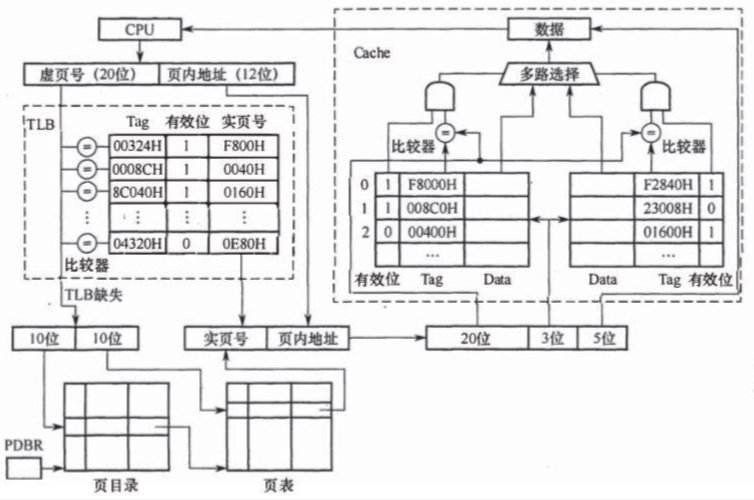 CPU
数据
Cache
虚页号（20位）
页内地址（12位）
多路选择
TLB
Tag 有效位 实页号
= 00324H 1 F800H
= 0008CH 1 0040H
= 8C040H 1 0160H
⋮ ⋮ ⋮ ⋮
= 04320H 0 0E80H
比较器
TLB缺失
=
比较器
=
比较器
0 1 F8000H
1 1 008C0H
2 0 00400H
…
有效位 Tag Data
F2840H 1
23008H 0
01600H 1
…
Data Tag 有效位
10位 10位
实页号 页内地址
20位 3位 5位
PDBR
页目录
页表